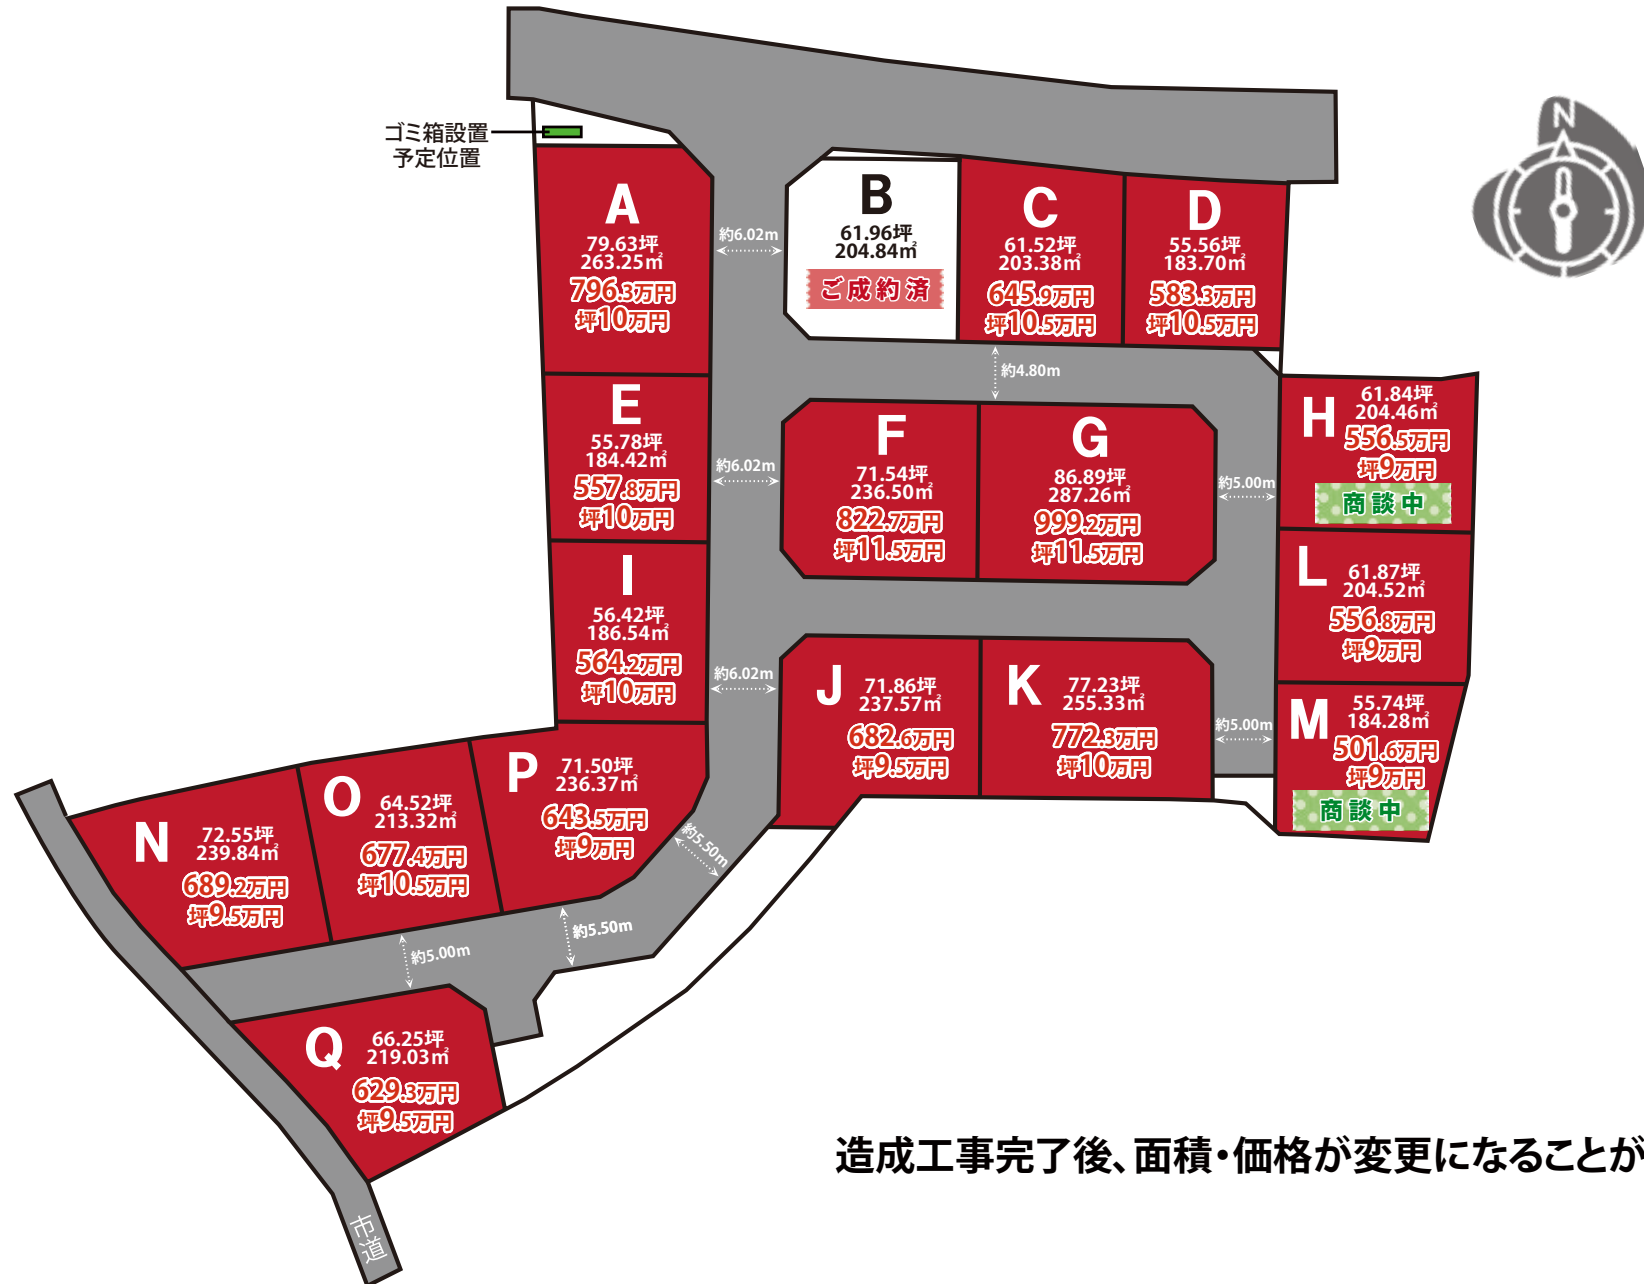 N
ゴミ箱設置
予定位置
A
79.63坪
263.25㎡
796.3万円
坪10万円
約6.02m
B
61.96坪
204.84㎡
ご成約済
C
61.52坪
203.38㎡
645.9万円
坪10.5万円
D
55.56坪
183.70㎡
583.3万円
坪10.5万円
約4.80m
E
55.78坪
184.42㎡
557.8万円
坪10万円
約6.02m
F
71.54坪
236.50㎡
822.7万円
坪11.5万円
G
86.89坪
287.26㎡
999.2万円
坪11.5万円
約5.00m
H
61.84坪
204.46㎡
556.5万円
坪9万円
商談中
I
56.42坪
186.54㎡
564.2万円
坪10万円
約6.02m
J
71.86坪
237.57㎡
682.6万円
坪9.5万円
K
77.23坪
255.33㎡
772.3万円
坪10万円
約5.00m
L
61.87坪
204.52㎡
556.8万円
坪9万円
M
55.74坪
184.28㎡
501.6万円
坪9万円
商談中
N
72.55坪
239.84㎡
689.2万円
坪9.5万円
O
64.52坪
213.32㎡
677.4万円
坪10.5万円
P
71.50坪
236.37㎡
643.5万円
坪9万円
約5.50m
約5.50m
約5.00m
Q
66.25坪
219.03㎡
629.3万円
坪9.5万円
市道
造成工事完了後、面積・価格が変更になることが